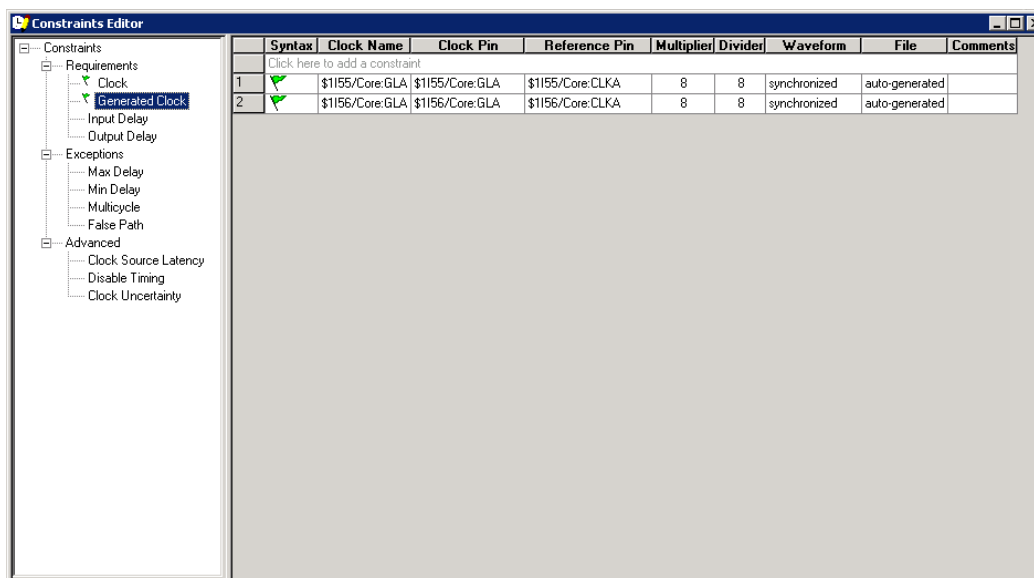 Constraints Editor
Constraints
Requirements
Clock
Generated Clock
Input Delay
Output Delay
Exceptions
Max Delay
Min Delay
Multicycle
False Path
Advanced
Clock Source Latency
Disable Timing
Clock Uncertainty
Syntax Clock Name Clock Pin Reference Pin Multiplier Divider Waveform File Comments
Click here to add a constraint
1 $1I55/Core:GLA $1I55/Core:GLA $1I55/Core:CLKA 8 8 synchronized auto-generated
2 $1I56/Core:GLA $1I56/Core:GLA $1I56/Core:CLKA 8 8 synchronized auto-generated